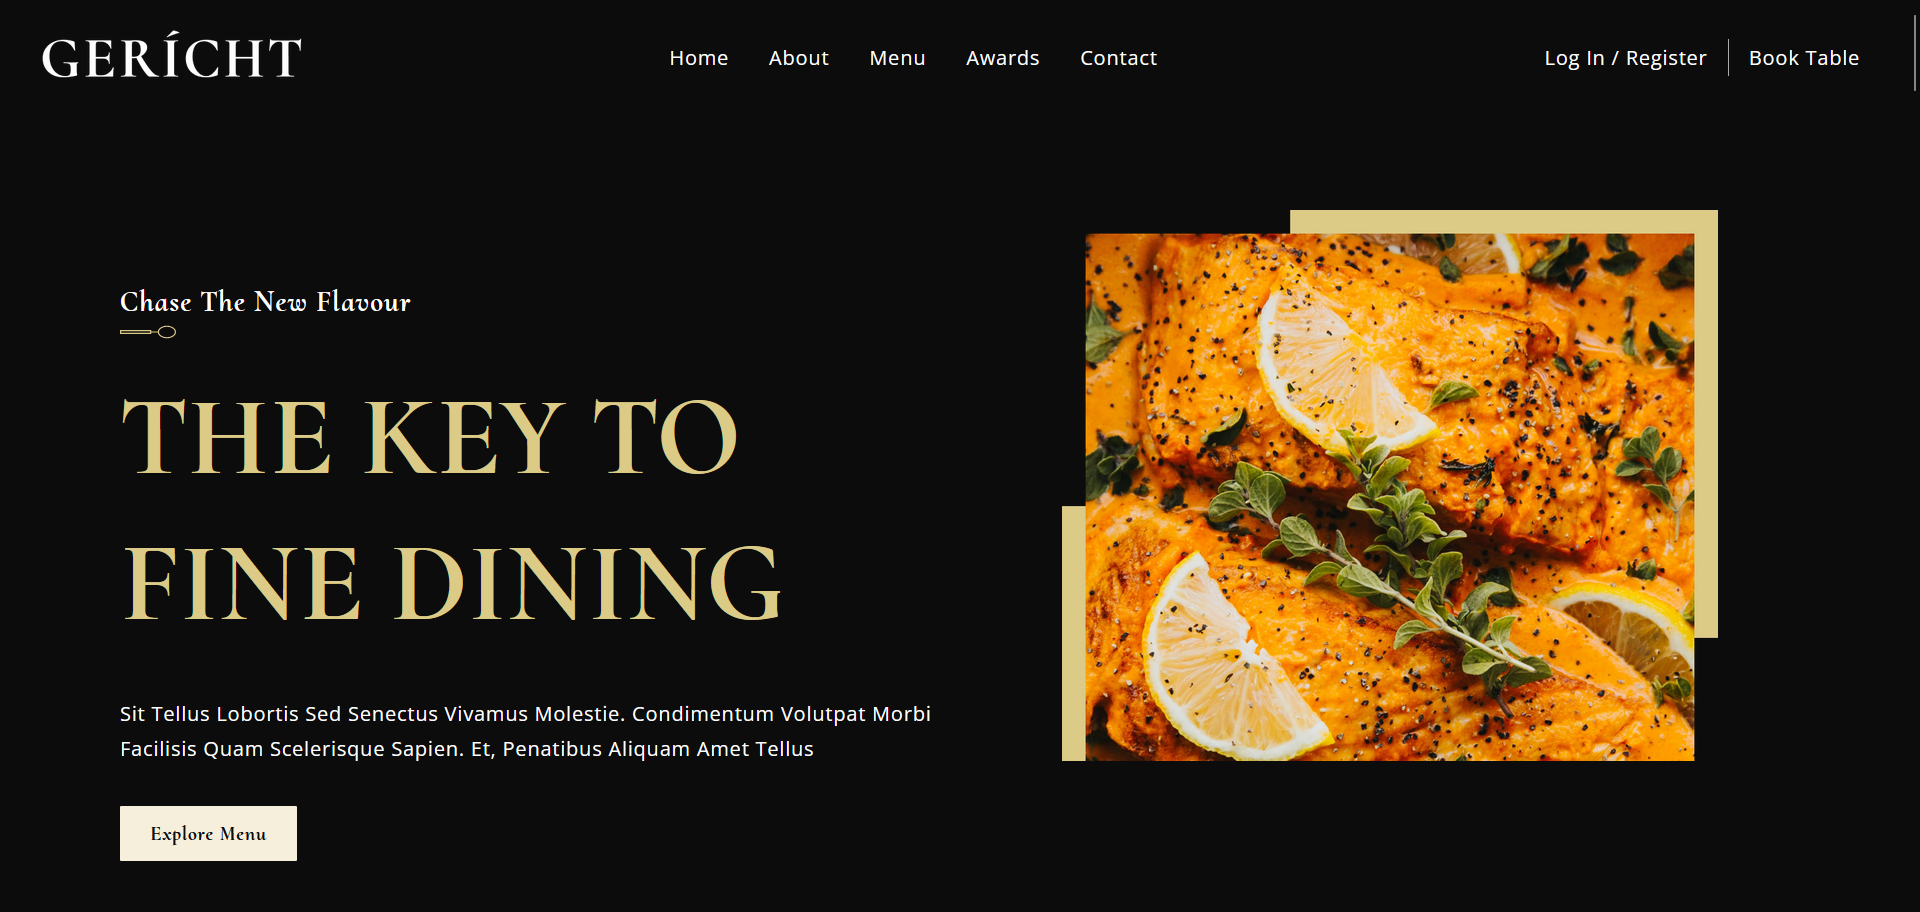 GERÍCHT
Home About Menu Awards Contact
Log In / Register Book Table
Chase The New Flavour
THE KEY TO
FINE DINING
Sit Tellus Lobortis Sed Senectus Vivamus Molestie. Condimentum Volutpat Morbi
Facilisis Quam Scelerisque Sapien. Et, Penatibus Aliquam Amet Tellus
Explore Menu